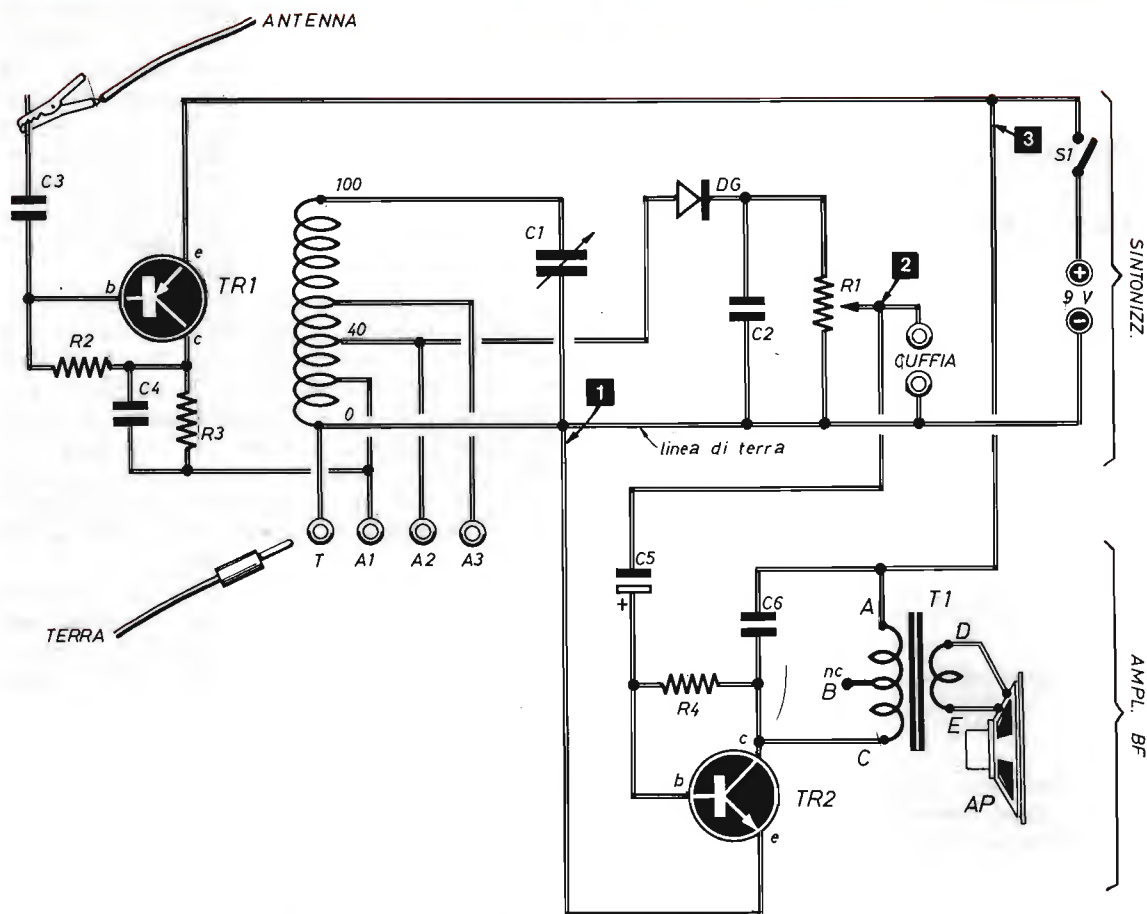 ANTENNA
3
S1
C3
100
DG
SINTONIZZ.
C1
e
2
+
b
TR1
R1
9 V
40
C2
-
c
CUFFIA
R2
C4
0
1
R3
linea di terra
T
A1
A2
A3
C5
C6
A
T1
D
+
TERRA
nc
B
R4
E
AMPL. BF
c
C
b
TR2
AP
e